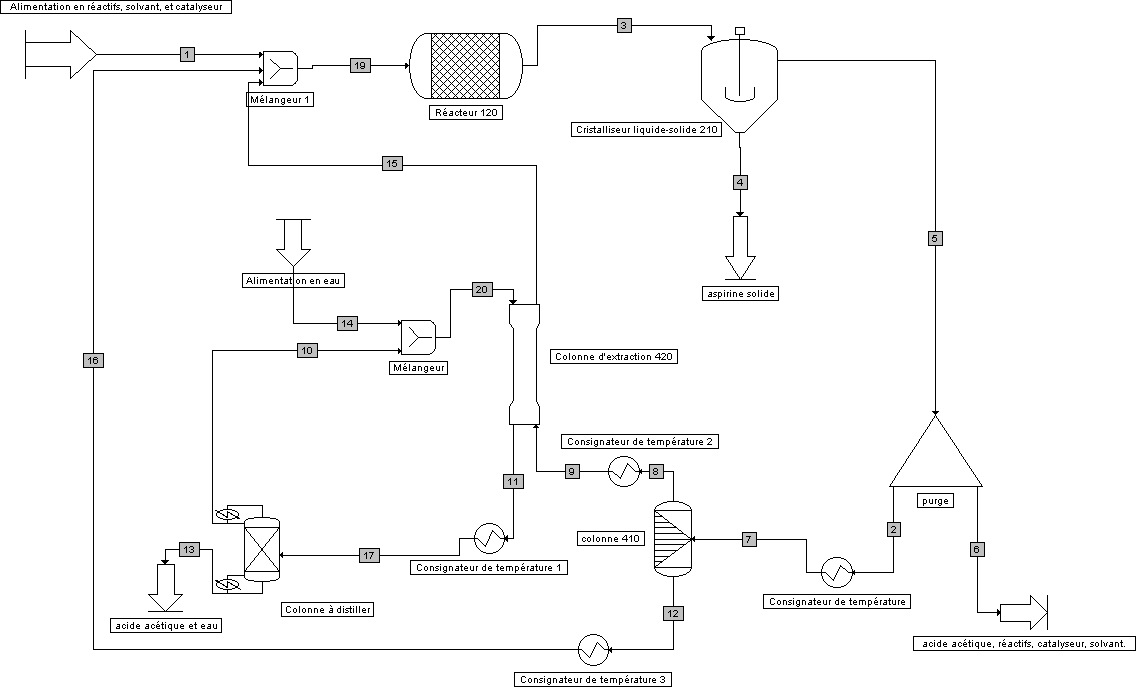 Alimentation en réactifs, solvant, et catalyseur
3
1
19
Mélangeur 1
Réacteur 120
Cristalliseur liquide-solide 210
15
4
5
Alimentation en eau
20
aspirine solide
14
10
16
Colonne d'extraction 420
Mélangeur
Consignateur de température 2
9
8
11
purge
13
17
Consignateur de température 1
colonne 410
7
2
6
Consignateur de température
Colonne à distiller
12
acide acétique et eau
acide acétique, réactifs, catalyseur, solvant.
Consignateur de température 3